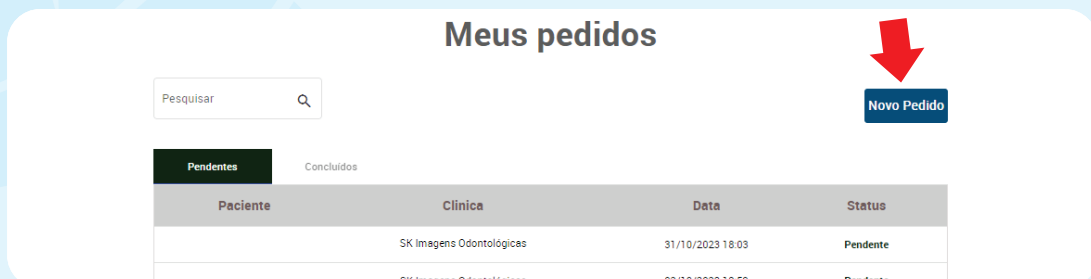 Meus pedidos
Pesquisar
Novo Pedido
Pendentes Concluídos
Paciente Clinica Data Status
SK Imagens Odontológicas 31/10/2023 18:03 Pendente